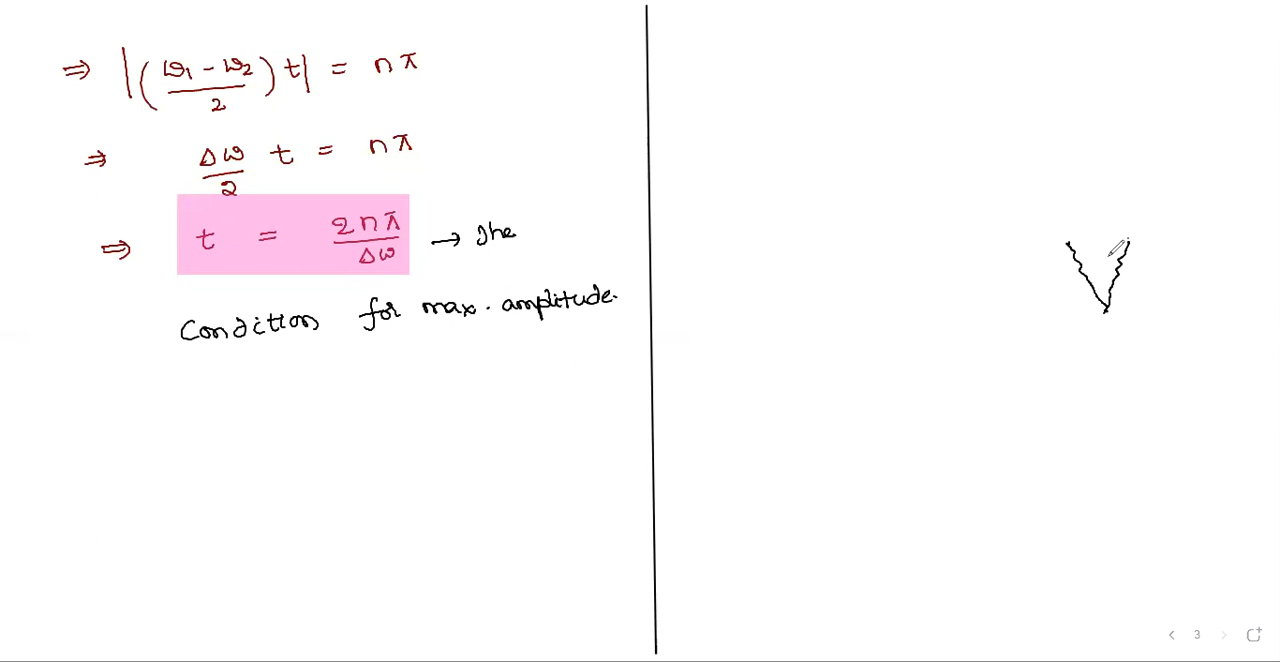 ⇒ |((ω₁ - ω₂)/2) t| = nπ
⇒ Δω/2 t = nπ
⇒ t = 2nπ/Δω → The
Condition for max. amplitude.
3